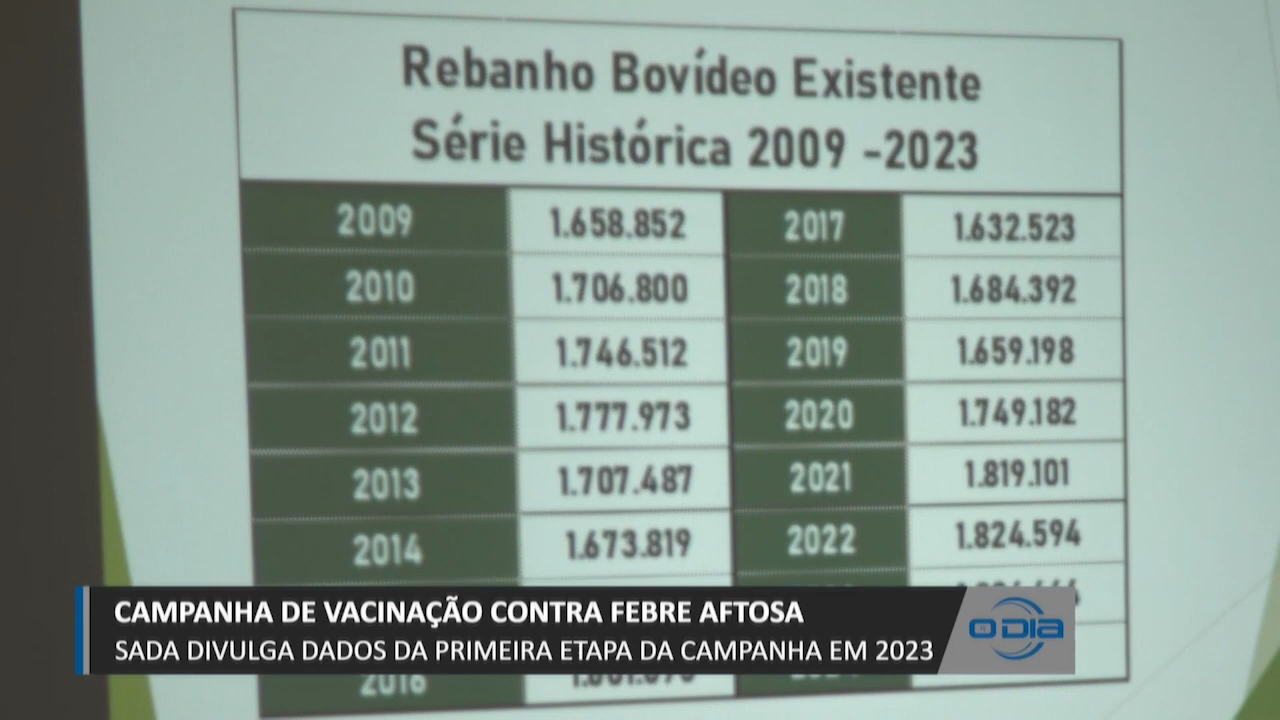 Rebanho Bovídeo Existente
Série Histórica 2009 -2023
2009 1.658.852 2017 1.632.523
2010 1.706.800 2018 1.684.392
2011 1.746.512 2019 1.659.198
2012 1.777.973 2020 1.749.182
2013 1.707.487 2021 1.819.101
2014 1.673.819 2022 1.824.594
CAMPANHA DE VACINAÇÃO CONTRA FEBRE AFTOSA
SADA DIVULGA DADOS DA PRIMEIRA ETAPA DA CAMPANHA EM 2023
O DIA
2016